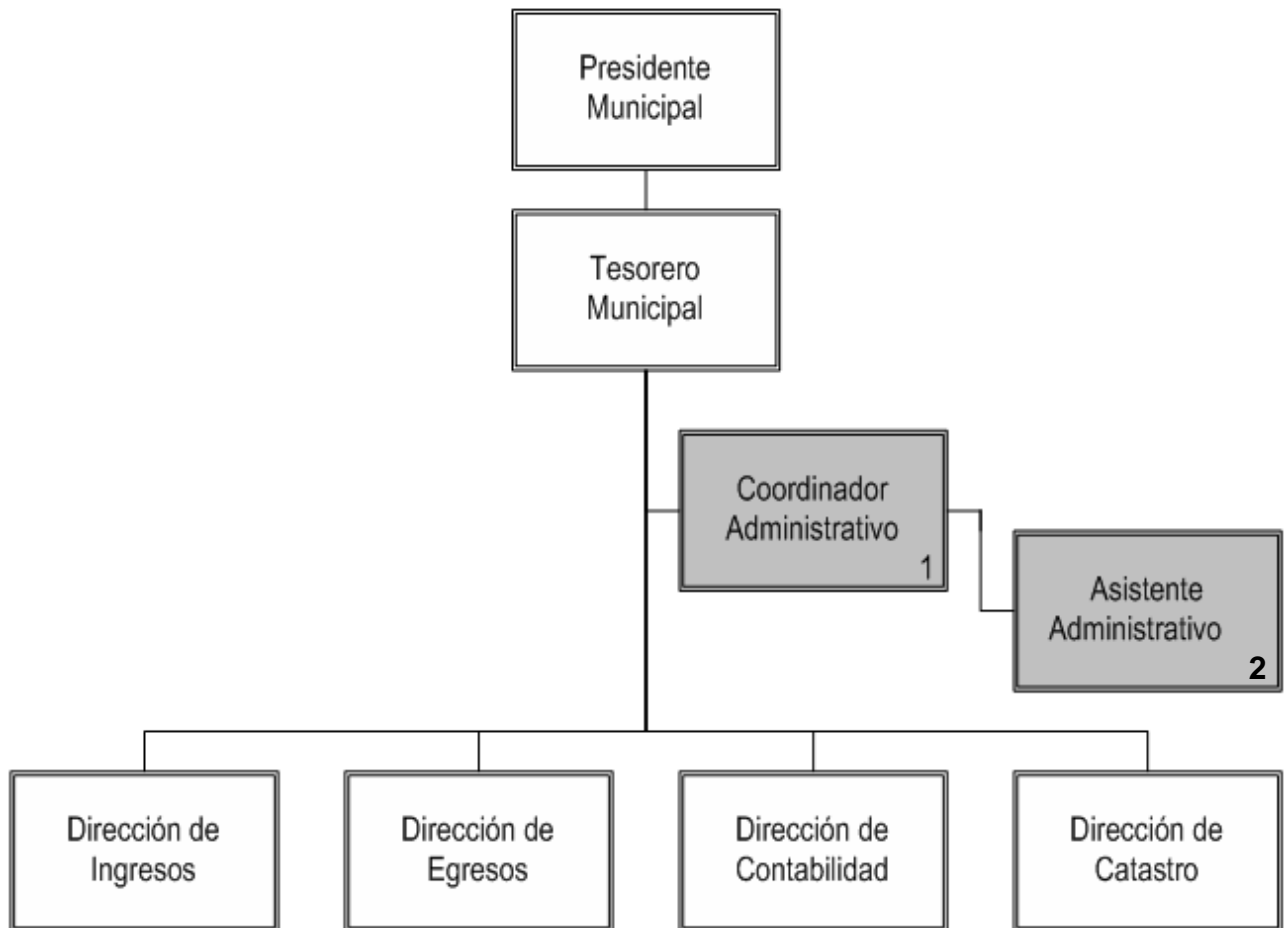 Presidente
Municipal
Tesorero
Municipal
Coordinador
Administrativo
1
Asistente
Administrativo
2
Dirección de
Ingresos
Dirección de
Egresos
Dirección de
Contabilidad
Dirección de
Catastro